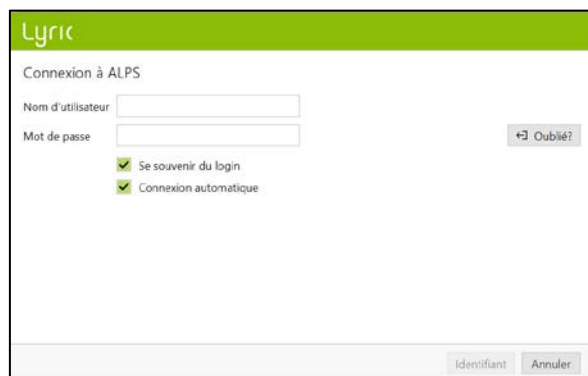 Lyric
Connexion à ALPS
Nom d'utilisateur
Mot de passe
Oublié?
Se souvenir du login
Connexion automatique
Identifiant Annuler